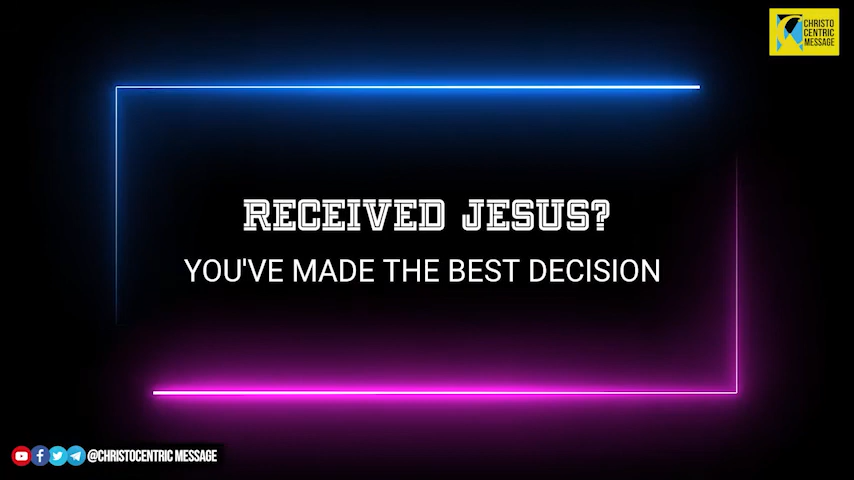 CHRISTO
CENTRIC
MESSAGE
RECEIVED JESUS?
YOU'VE MADE THE BEST DECISION
@CHRISTOCENTRIC MESSAGE